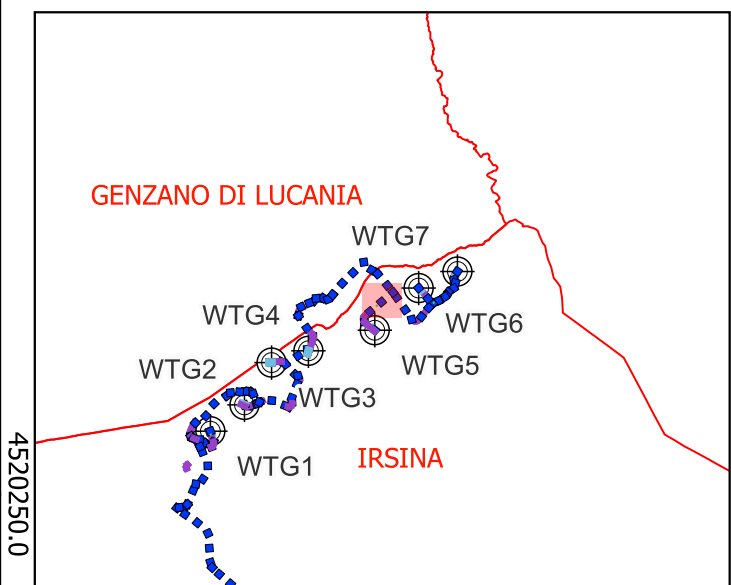 GENZANO DI LUCANIA
WTG7
WTG4
WTG6
WTG2
WTG5
WTG3
IRSINA
WTG1
4520250.0